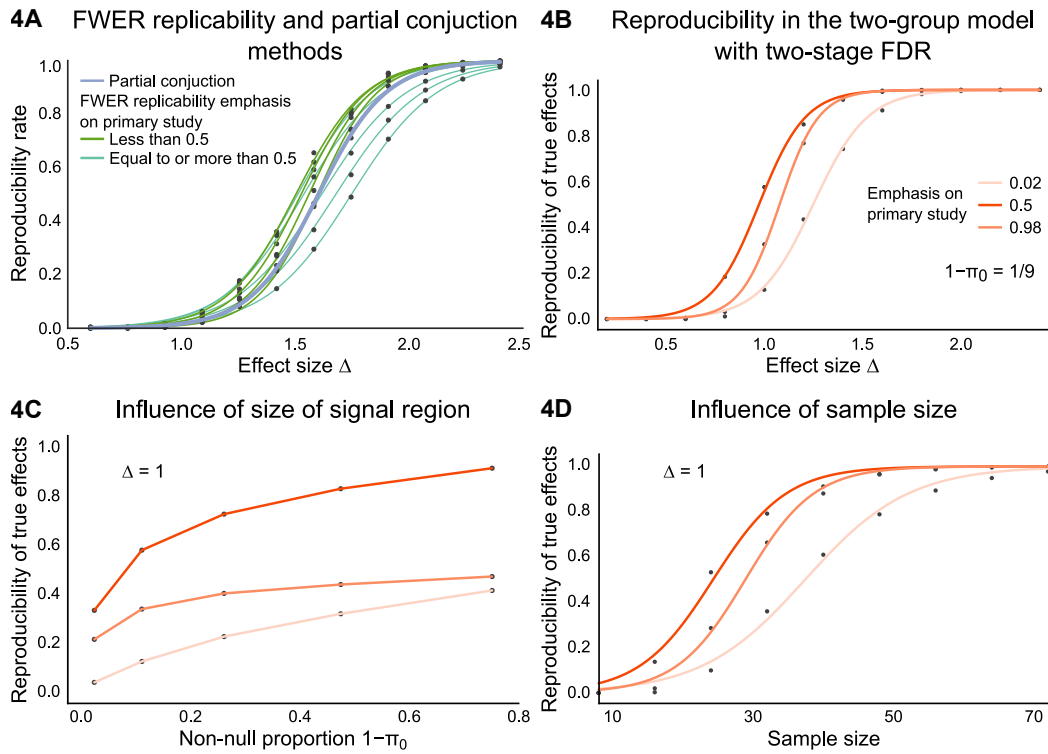 4A
FWER replicability and partial conjuction
methods
Partial conjuction
FWER replicability emphasis
on primary study
Less than 0.5
Equal to or more than 0.5
Reproducibility rate
1.0
0.8
0.6
0.4
0.2
0.0
0.5 1.0 1.5 2.0 2.5
Effect size Δ
4B
Reproducibility in the two-group model
with two-stage FDR
Reproducibility of true effects
1.0
0.8
0.6
0.4
0.2
0.0
Emphasis on
primary study
0.02
0.5
0.98
1−π0 = 1/9
0.5 1.0 1.5 2.0
Effect size Δ
4C
Influence of size of signal region
Δ = 1
Reproducibility of true effects
1.0
0.8
0.6
0.4
0.2
0.0
0.0 0.2 0.4 0.6 0.8
Non-null proportion 1−π0
4D
Influence of sample size
Δ = 1
Reproducibility of true effects
1.0
0.8
0.6
0.4
0.2
0.0
10 30 50 70
Sample size